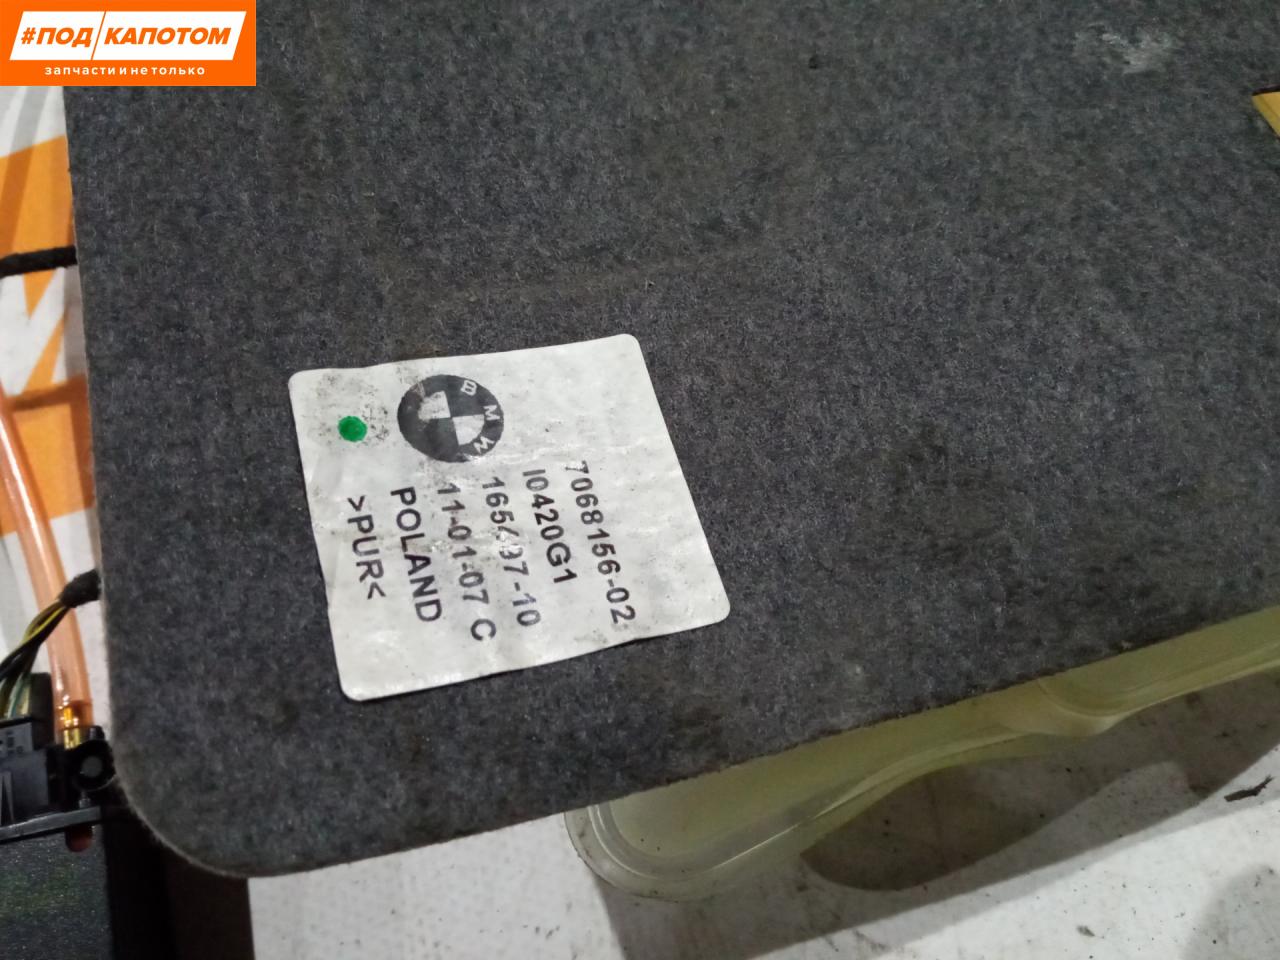 #ПОД КАПОТОМ
запчасти и не только
BMW
7068156-02
I0420G1
11-01-07 C
POLAND
>PUR<